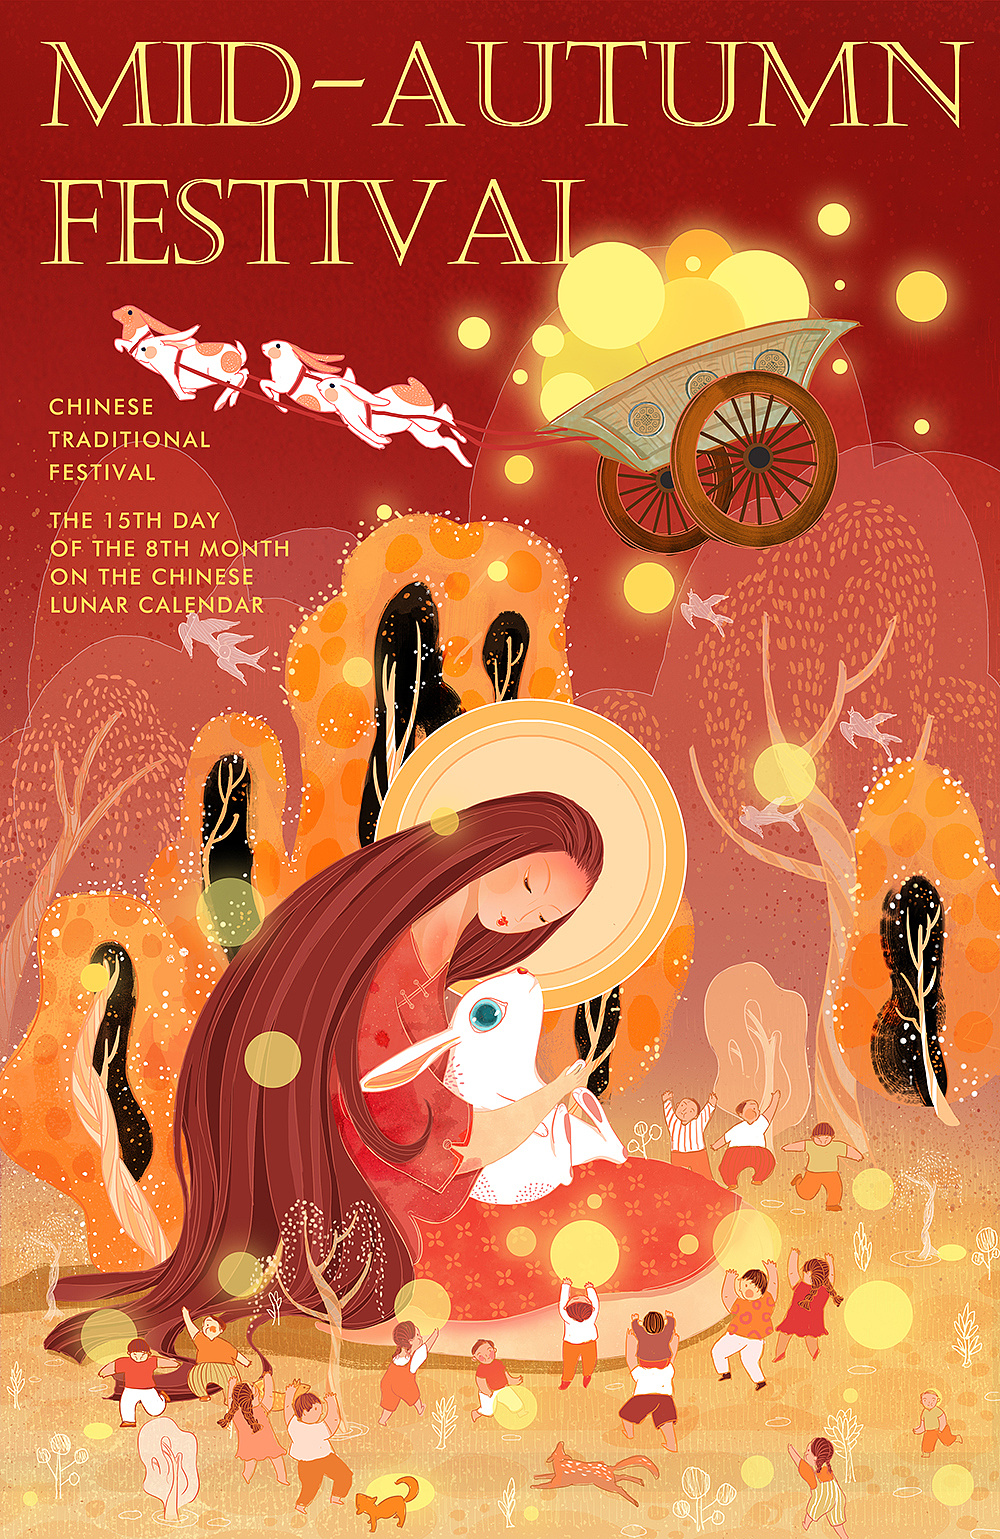 MID-AUTUMN
FESTIVAL
CHINESE
TRADITIONAL
FESTIVAL
THE 15TH DAY
OF THE 8TH MONTH
ON THE CHINESE
LUNAR CALENDAR